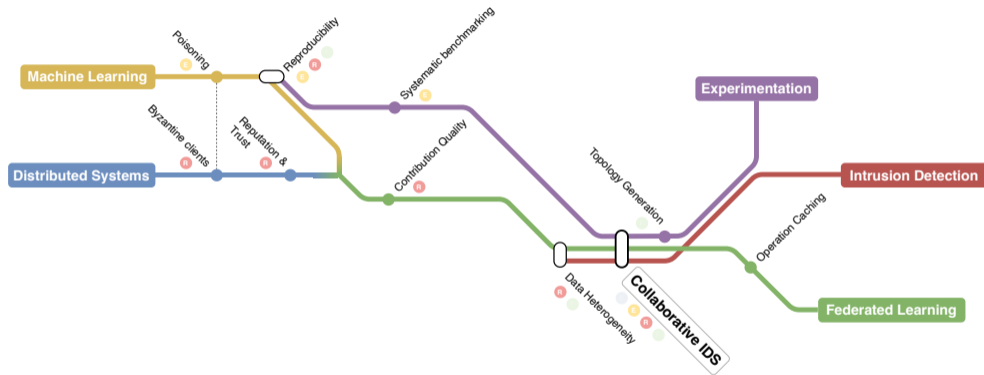 Machine Learning
Poisoning
E
Reproducibility
E
R
Systematic benchmarking
E
Experimentation
Distributed Systems
Byzantine clients
R
Reputation &
Trust
R
Contribution Quality
R
Topology Generation
Intrusion Detection
Operation Caching
Data Heterogeneity
R
Collaborative IDS
E
R
Federated Learning